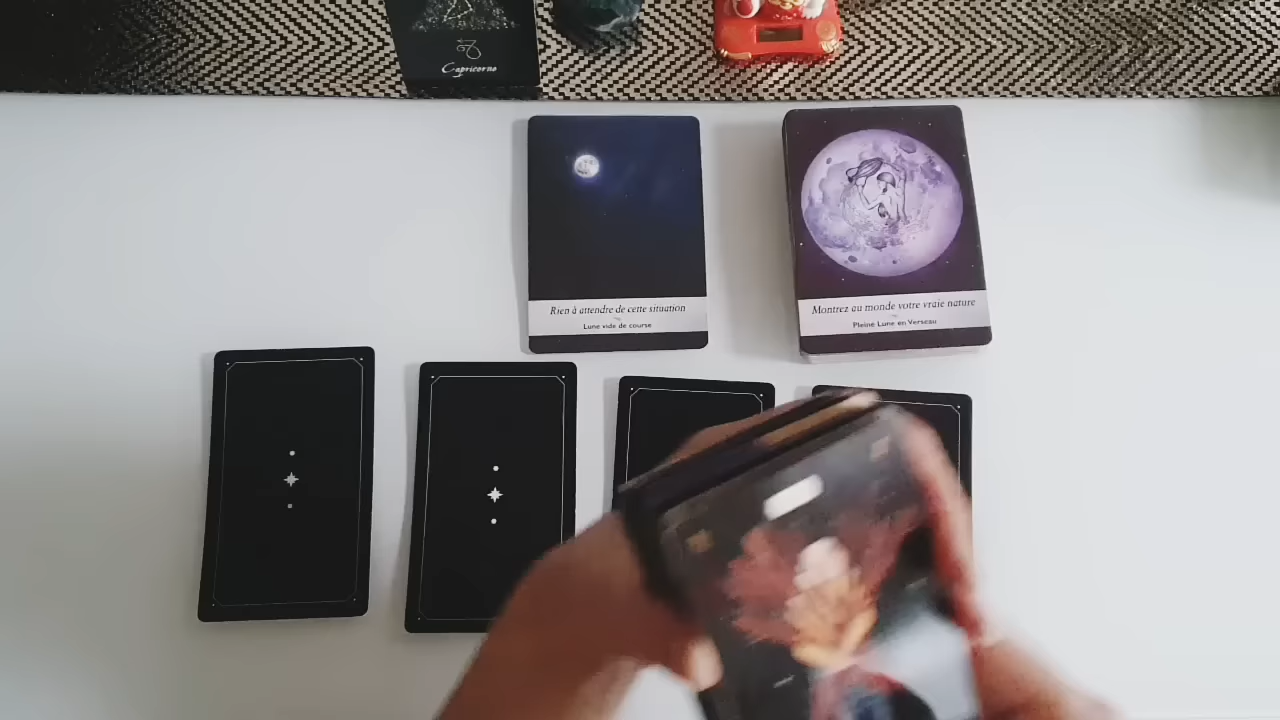 Capricorne
Rien à attendre de cette situation
Lune vide de course
Montrez au monde votre vraie nature
Pleine Lune en Verseau